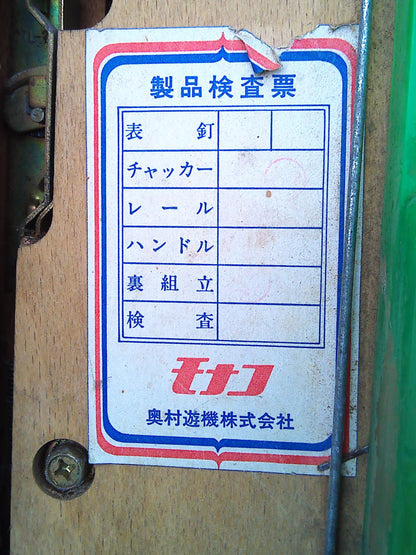 製品検査票
表 釘
チャッカー
レール
ハンドル
裏組立
検査
モナコ
奥村遊機株式会社